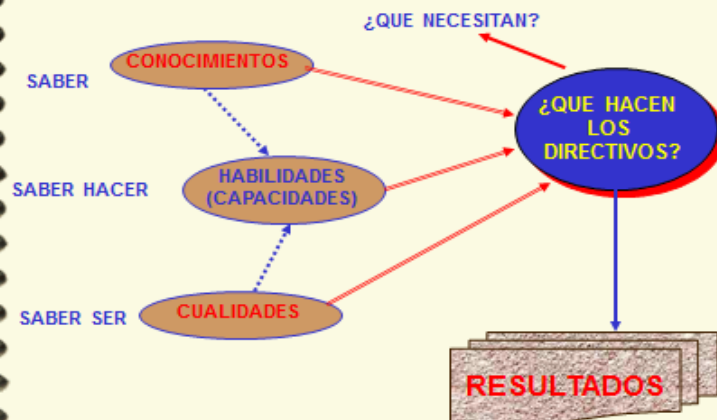 ¿QUE NECESITAN?
SABER
CONOCIMIENTOS
¿QUE HACEN
LOS
DIRECTIVOS?
SABER HACER
HABILIDADES
(CAPACIDADES)
SABER SER
CUALIDADES
RESULTADOS